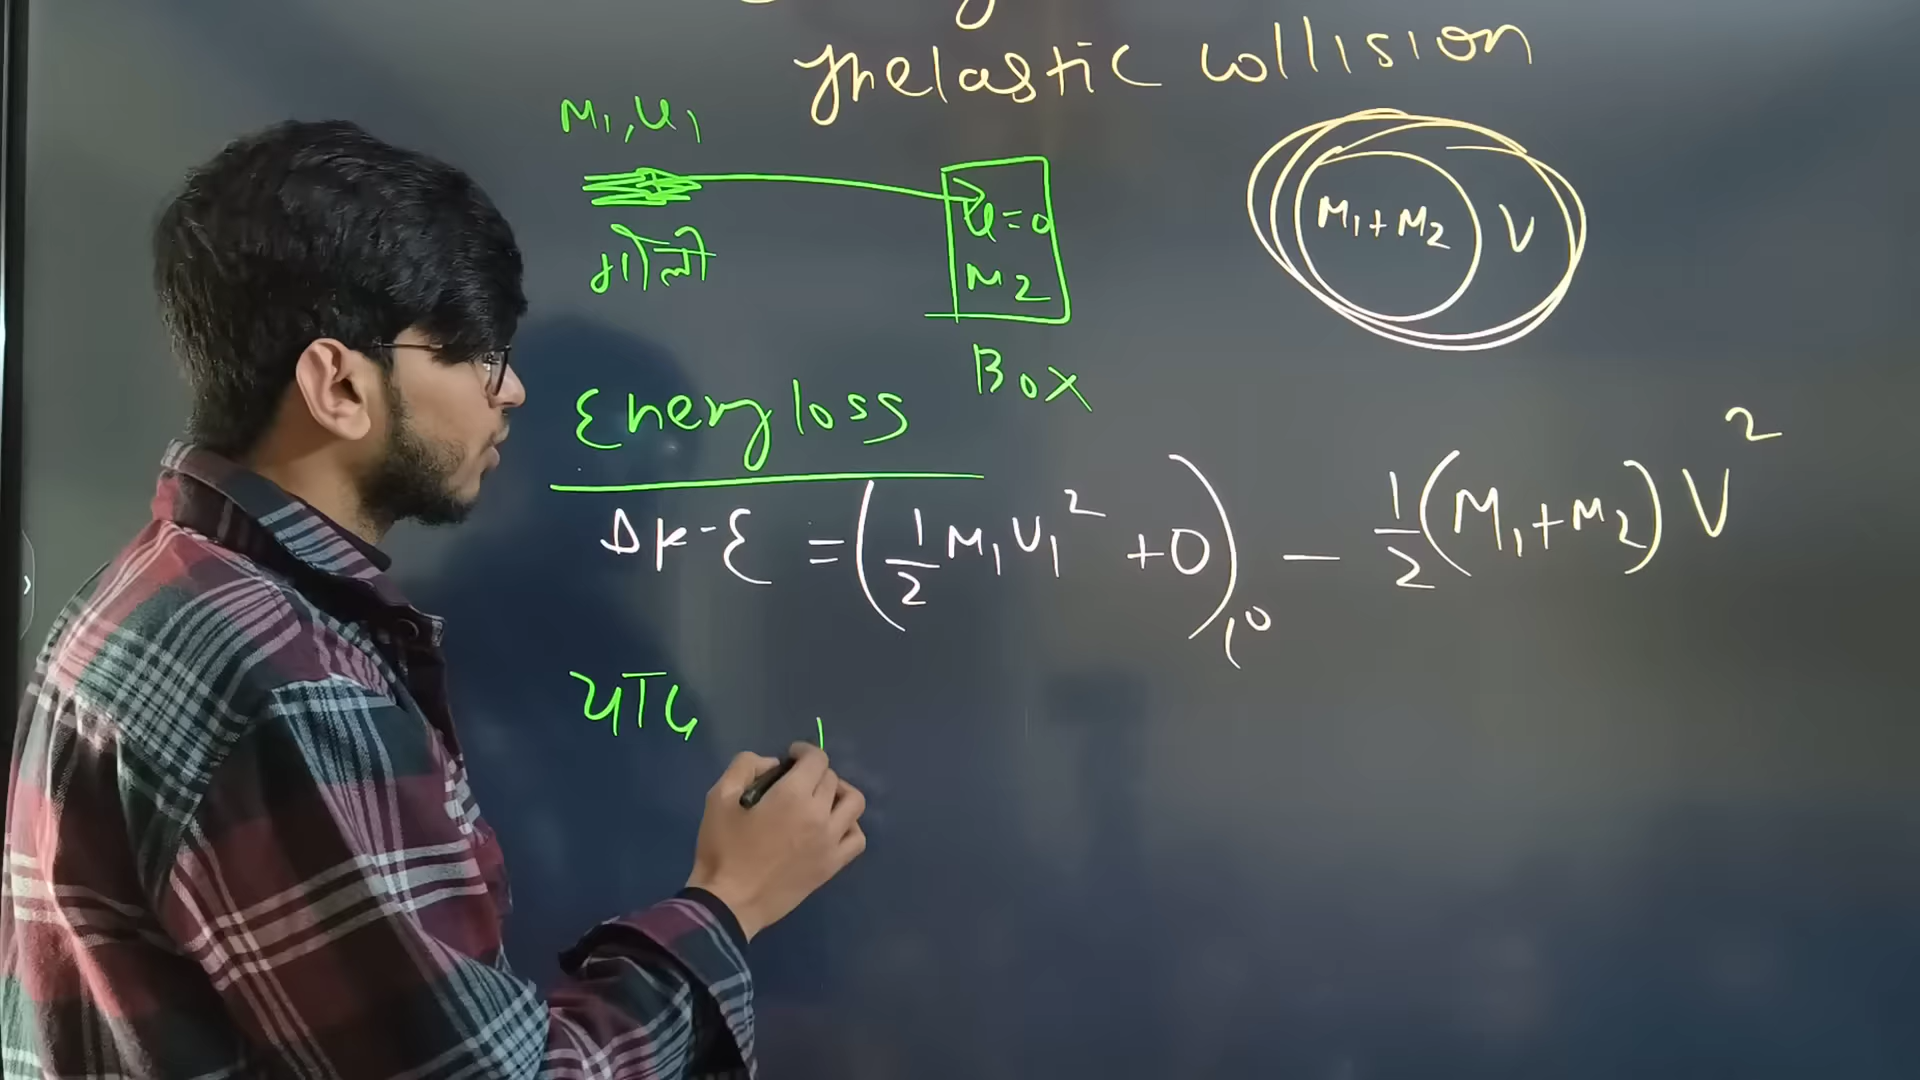 Inelastic collision
M₁, u₁
गोली
u=0
M₂
Box
M₁+M₂ V
Energy loss
ΔK-E = (½ M₁U₁² + 0) - ½(M₁+M₂) V²